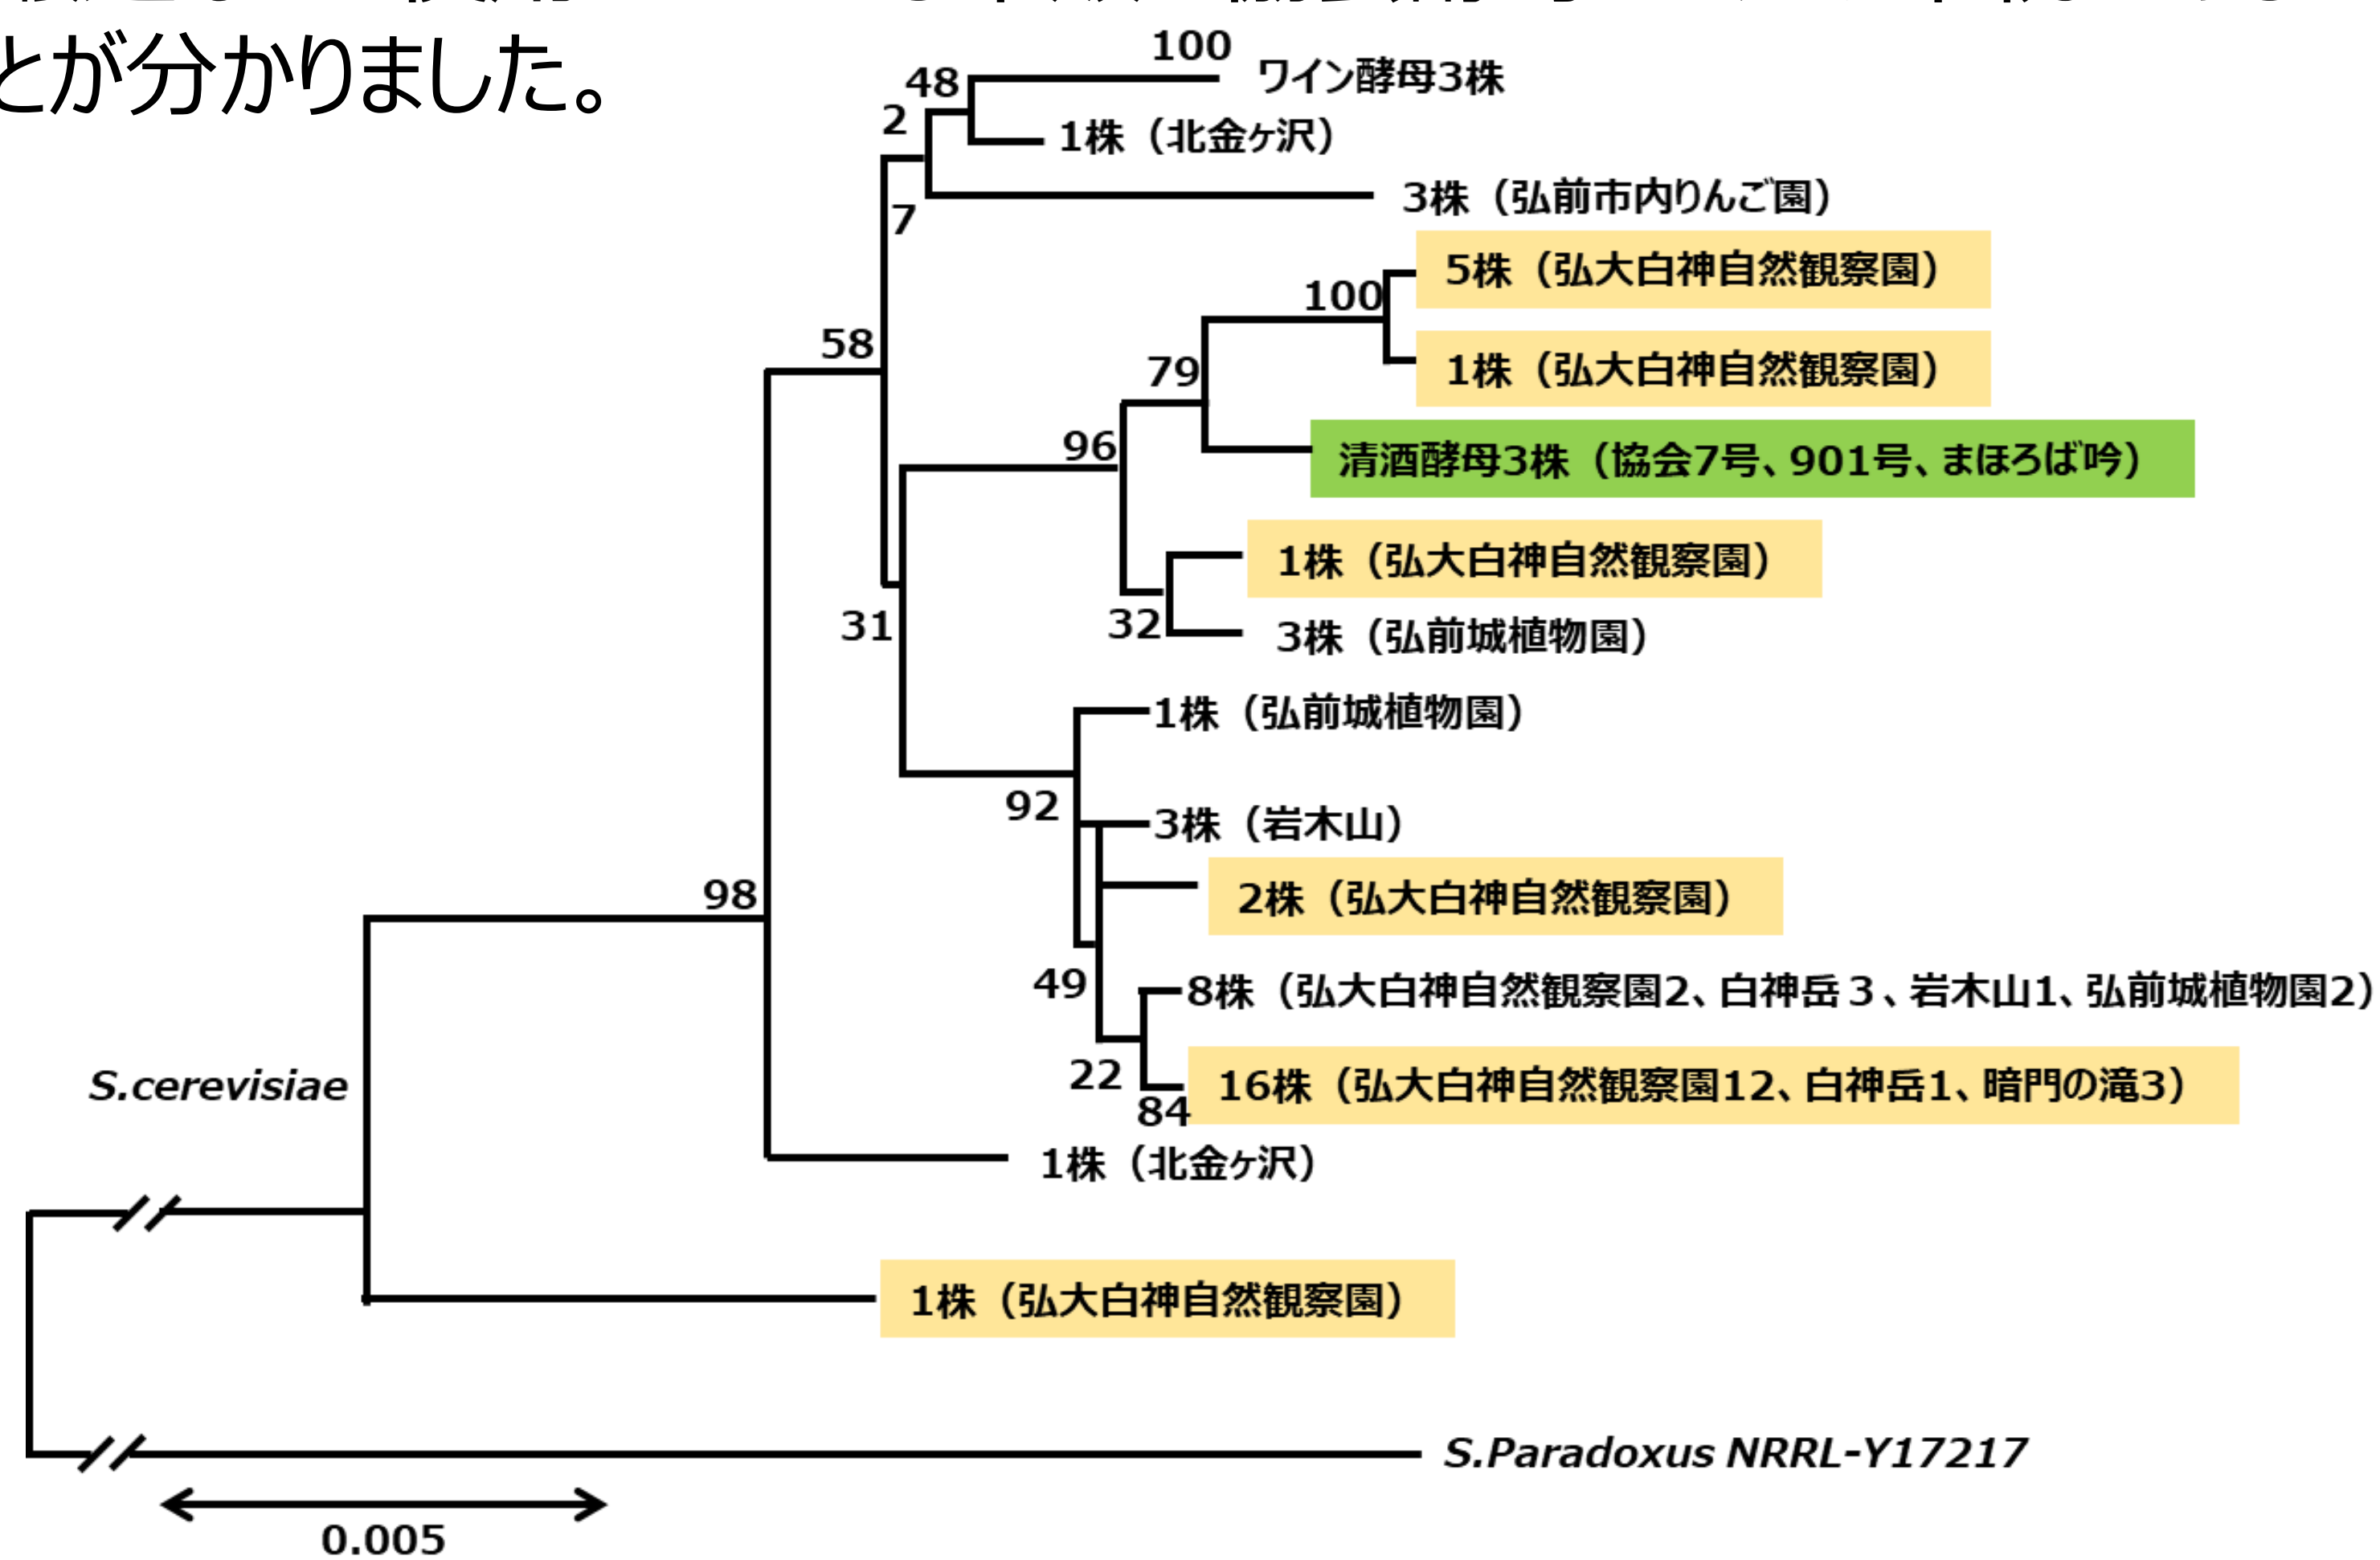 とが分かりました。
100
48
ワイン酵母3株
2
1株（北金ヶ沢）
3株（弘前市内りんご園）
7
5株（弘大白神自然観察園）
100
58
79
1株（弘大白神自然観察園）
96
清酒酵母3株（協会7号、901号、まほろば吟）
1株（弘大白神自然観察園）
31
32
3株（弘前城植物園）
1株（弘前城植物園）
92
3株（岩木山）
98
2株（弘大白神自然観察園）
49
8株（弘大白神自然観察園2、白神岳３、岩木山1、弘前城植物園2）
S.cerevisiae
22
16株（弘大白神自然観察園12、白神岳1、暗門の滝3）
84
1株（北金ヶ沢）
1株（弘大白神自然観察園）
S.Paradoxus NRRL-Y17217
0.005